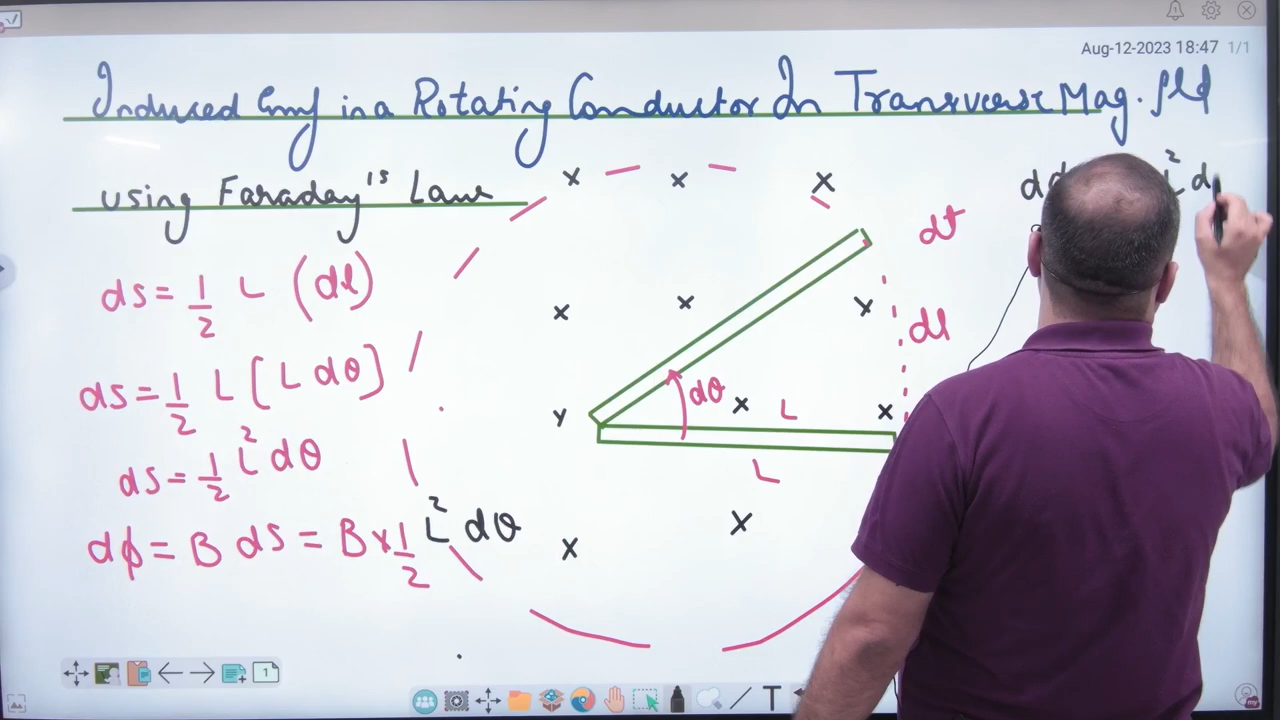 Aug-12-2023 18:47 1/1
Induced Emf in a Rotating Conductor In Transverse Mag. fld
using Faraday's Law
ds = 1/2 L (dl)
ds = 1/2 L [L dθ]
ds = 1/2 L² dθ
dϕ = B ds = B × 1/2 L² dθ
x x x
dt
x x x
dl
y dθ x L x
L
x x
L² d
1
T